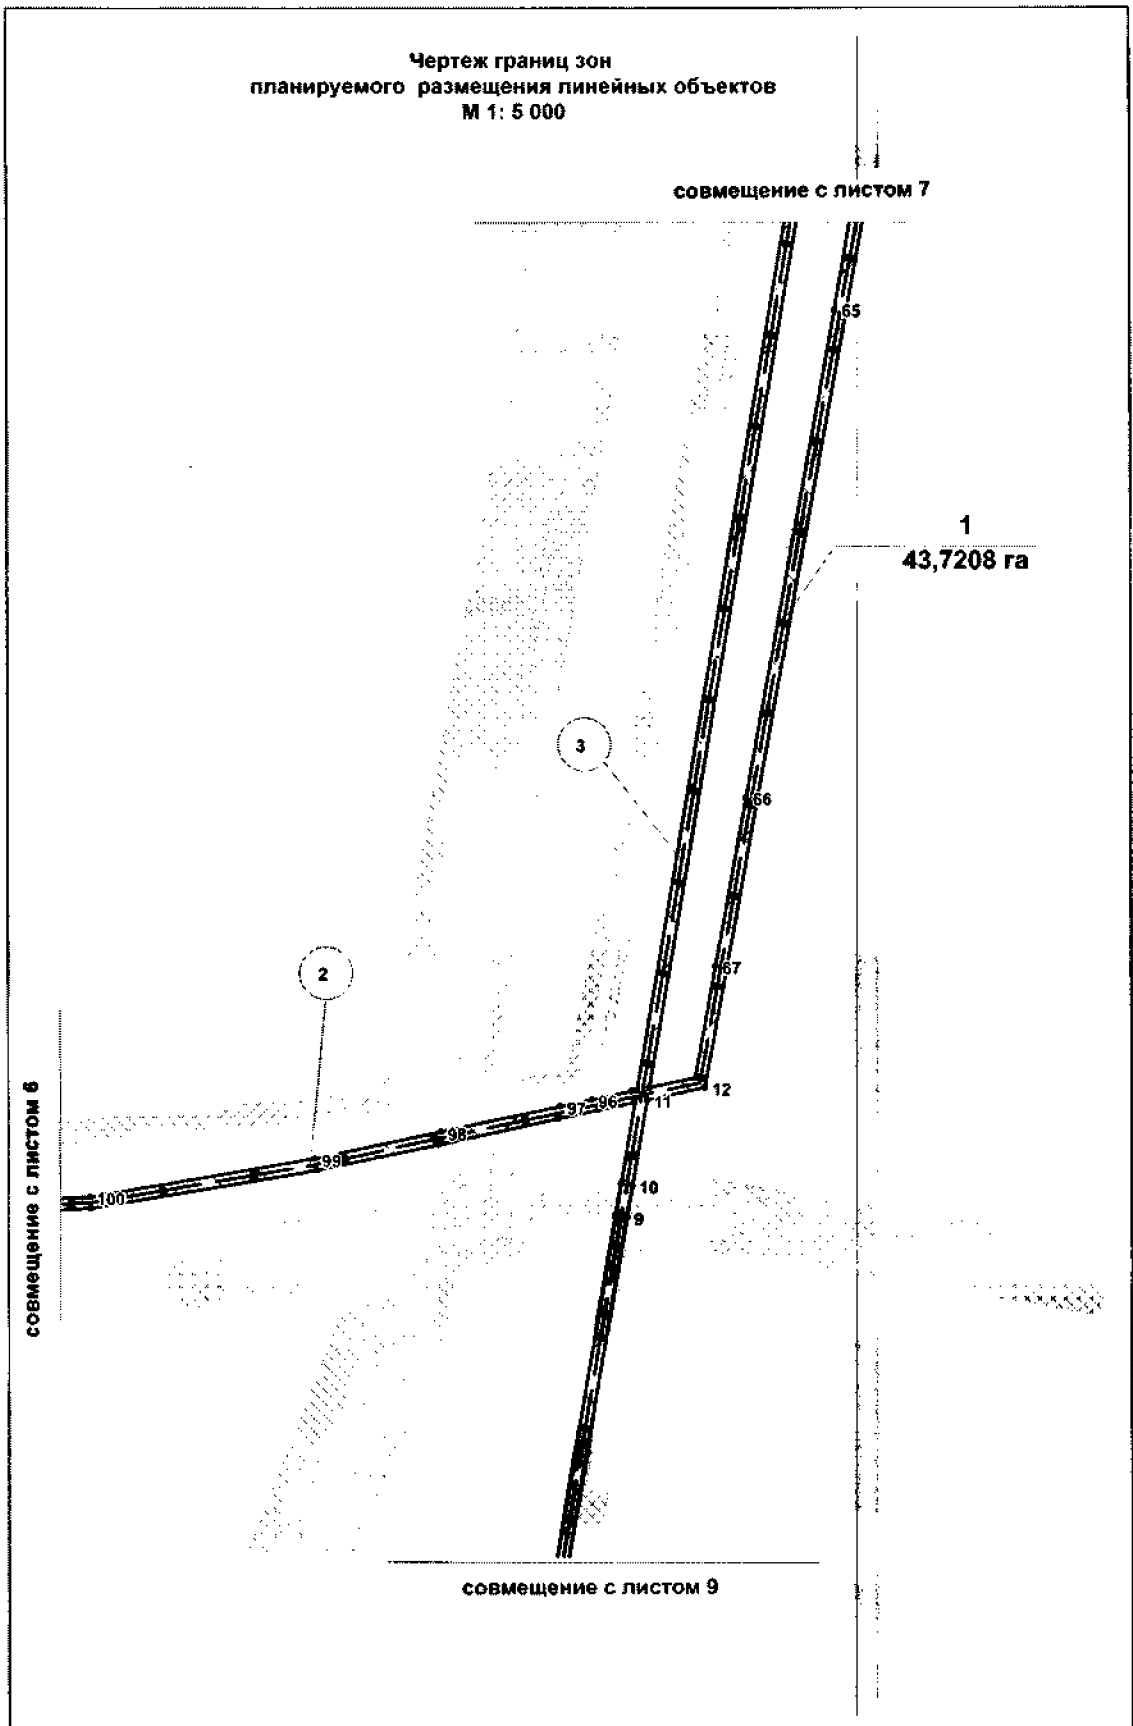 Чертеж границ зон
планируемого размещения линейных объектов
М 1: 5 000
совмещение с листом 7
65
1
43,7208 га
3
66
2
67
12
11
96
97
98
99
100
10
9
совмещение с листом 6
совмещение с листом 9